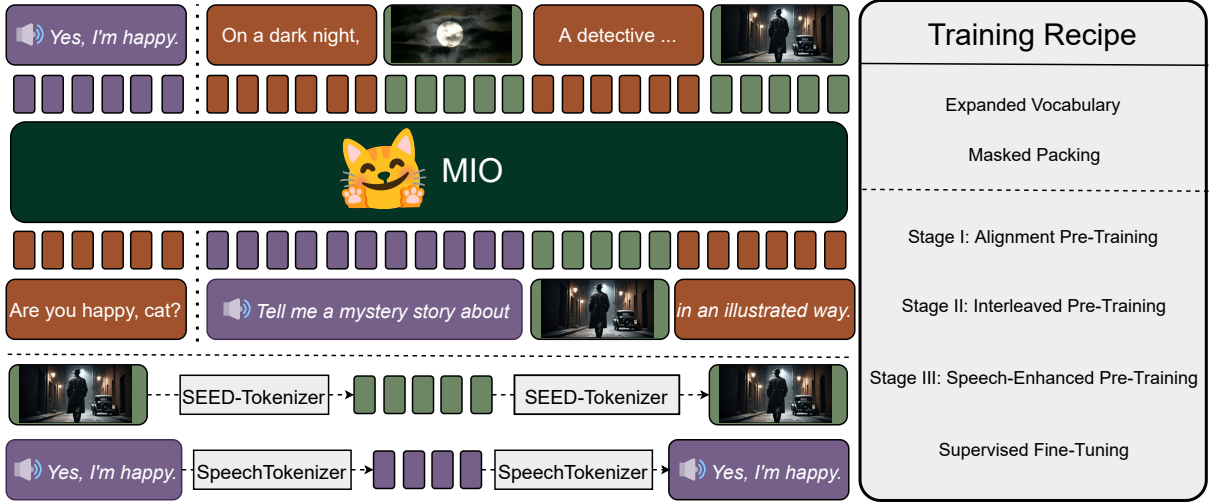 Yes, I'm happy.
On a dark night,
A detective ...
MIO
Are you happy, cat?
Tell me a mystery story about
in an illustrated way.
SEED-Tokenizer
SEED-Tokenizer
Yes, I'm happy.
SpeechTokenizer
SpeechTokenizer
Yes, I'm happy.
Training Recipe
Expanded Vocabulary
Masked Packing
Stage I: Alignment Pre-Training
Stage II: Interleaved Pre-Training
Stage III: Speech-Enhanced Pre-Training
Supervised Fine-Tuning